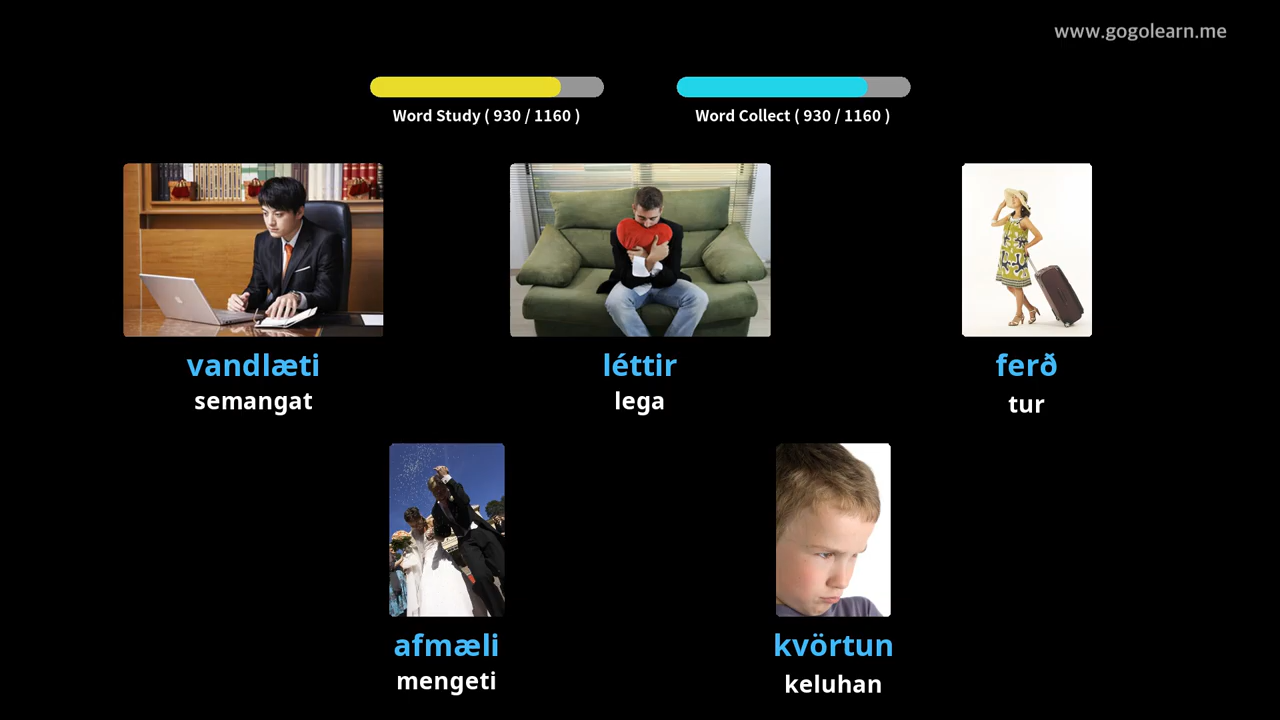 www.gogolearn.me
Word Study ( 930 / 1160 )
Word Collect ( 930 / 1160 )
vandlæti
semangat
léttir
lega
ferð
tur
afmæli
mengeti
kvörtun
keluhan